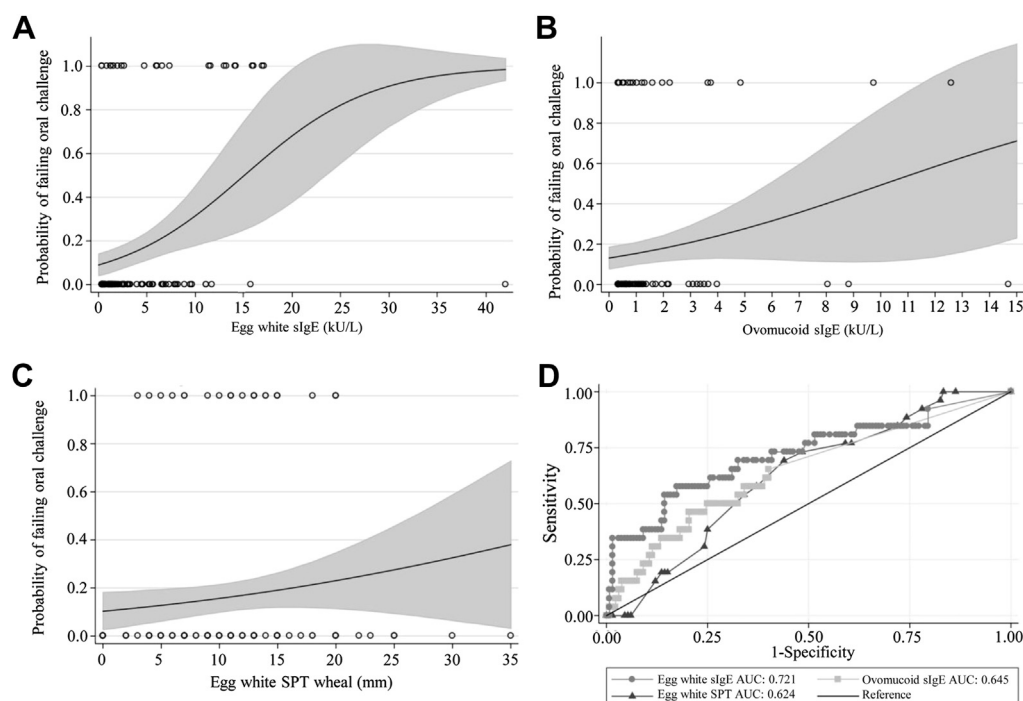 A
Probability of failing oral challenge
1.0
0.8
0.6
0.4
0.2
0.0
0 5 10 15 20 25 30 35 40
Egg white sIgE (kU/L)
B
Probability of failing oral challenge
1.0
0.8
0.6
0.4
0.2
0.0
0 1 2 3 4 5 6 7 8 9 10 11 12 13 14 15
Ovomucoid sIgE (kU/L)
C
Probability of failing oral challenge
1.0
0.8
0.6
0.4
0.2
0.0
0 5 10 15 20 25 30 35
Egg white SPT wheal (mm)
D
Sensitivity
1.00
0.75
0.50
0.25
0.00
0.00 0.25 0.50 0.75 1.00
1-Specificity
Egg white sIgE AUC: 0.721 Ovomucoid sIgE AUC: 0.645
Egg white SPT AUC: 0.624 Reference